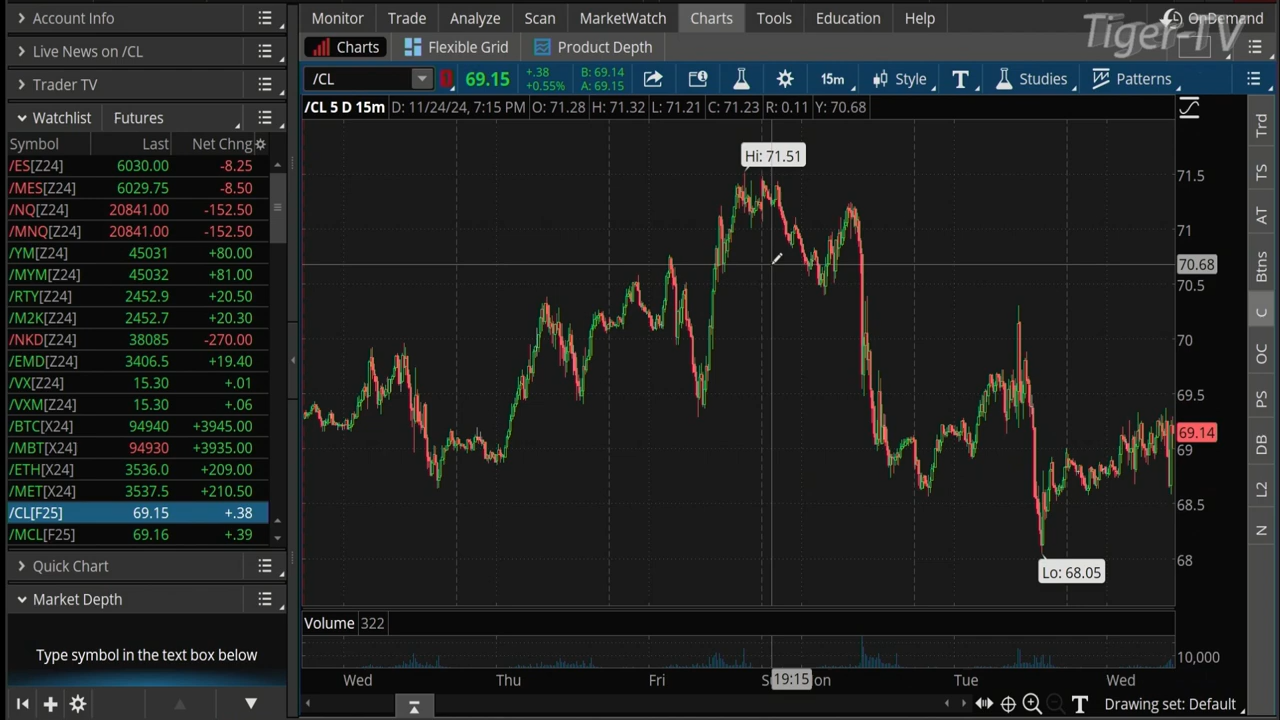 Account Info
Live News on /CL
Trader TV
Watchlist Futures
Symbol Last Net Chng
/ES[Z24] 6030.00 -8.25
/MES[Z24] 6029.75 -8.50
/NQ[Z24] 20841.00 -152.50
/MNQ[Z24] 20841.00 -152.50
/YM[Z24] 45031 +80.00
/MYM[Z24] 45032 +81.00
/RTY[Z24] 2452.9 +20.50
/M2K[Z24] 2452.7 +20.30
/NKD[Z24] 38085 -270.00
/EMD[Z24] 3406.5 +19.40
/VX[Z24] 15.30 +.01
/VXM[Z24] 15.30 +.06
/BTC[X24] 94940 +3945.00
/MBT[X24] 94930 +3935.00
/ETH[X24] 3536.0 +209.00
/MET[X24] 3537.5 +210.50
/CL[F25] 69.15 +.38
/MCL[F25] 69.16 +.39
Quick Chart
Market Depth
Type symbol in the text box below
Monitor Trade Analyze Scan MarketWatch Charts Tools Education Help OnDemand
Tiger-TV
Charts Flexible Grid Product Depth
/CL 69.15 +.38 B: 69.14
+0.55% A: 69.15
15m Style T Studies Patterns
/CL 5 D 15m D: 11/24/24, 7:15 PM O: 71.28 H: 71.32 L: 71.21 C: 71.23 R: 0.11 Y: 70.68
Hi: 71.51
71.5
71
70.68
70.5
70
69.5
69.14
69
68.5
68
Lo: 68.05
Volume 322
10,000
Wed Thu Fri S 19:15 on Tue Wed
T Drawing set: Default
Trd
TS
AT
Btns
C
OC
PS
DB
L2
N